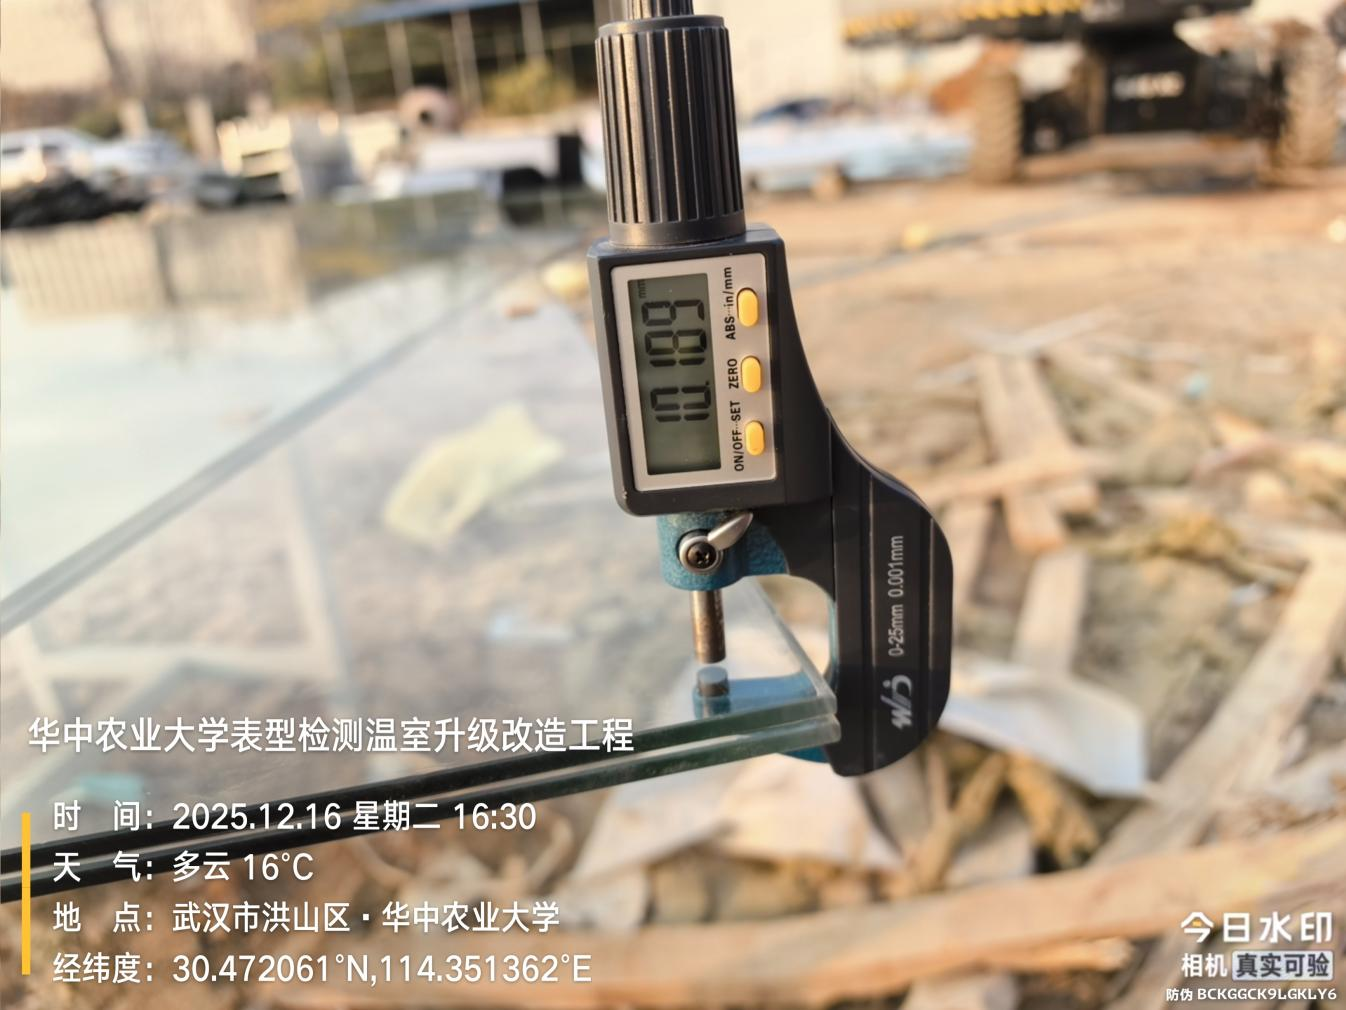 mm
10.189
ABS···in/mm
ZERO
ON/OFF···SET
0-25mm 0.001mm
华中农业大学表型检测温室升级改造工程
时 间：2025.12.16 星期二 16:30
天 气：多云 16°C
地 点：武汉市洪山区·华中农业大学
经纬度：30.472061°N,114.351362°E
今日水印
相机 真实可验
防伪 BCKGGCK9LGKLY6